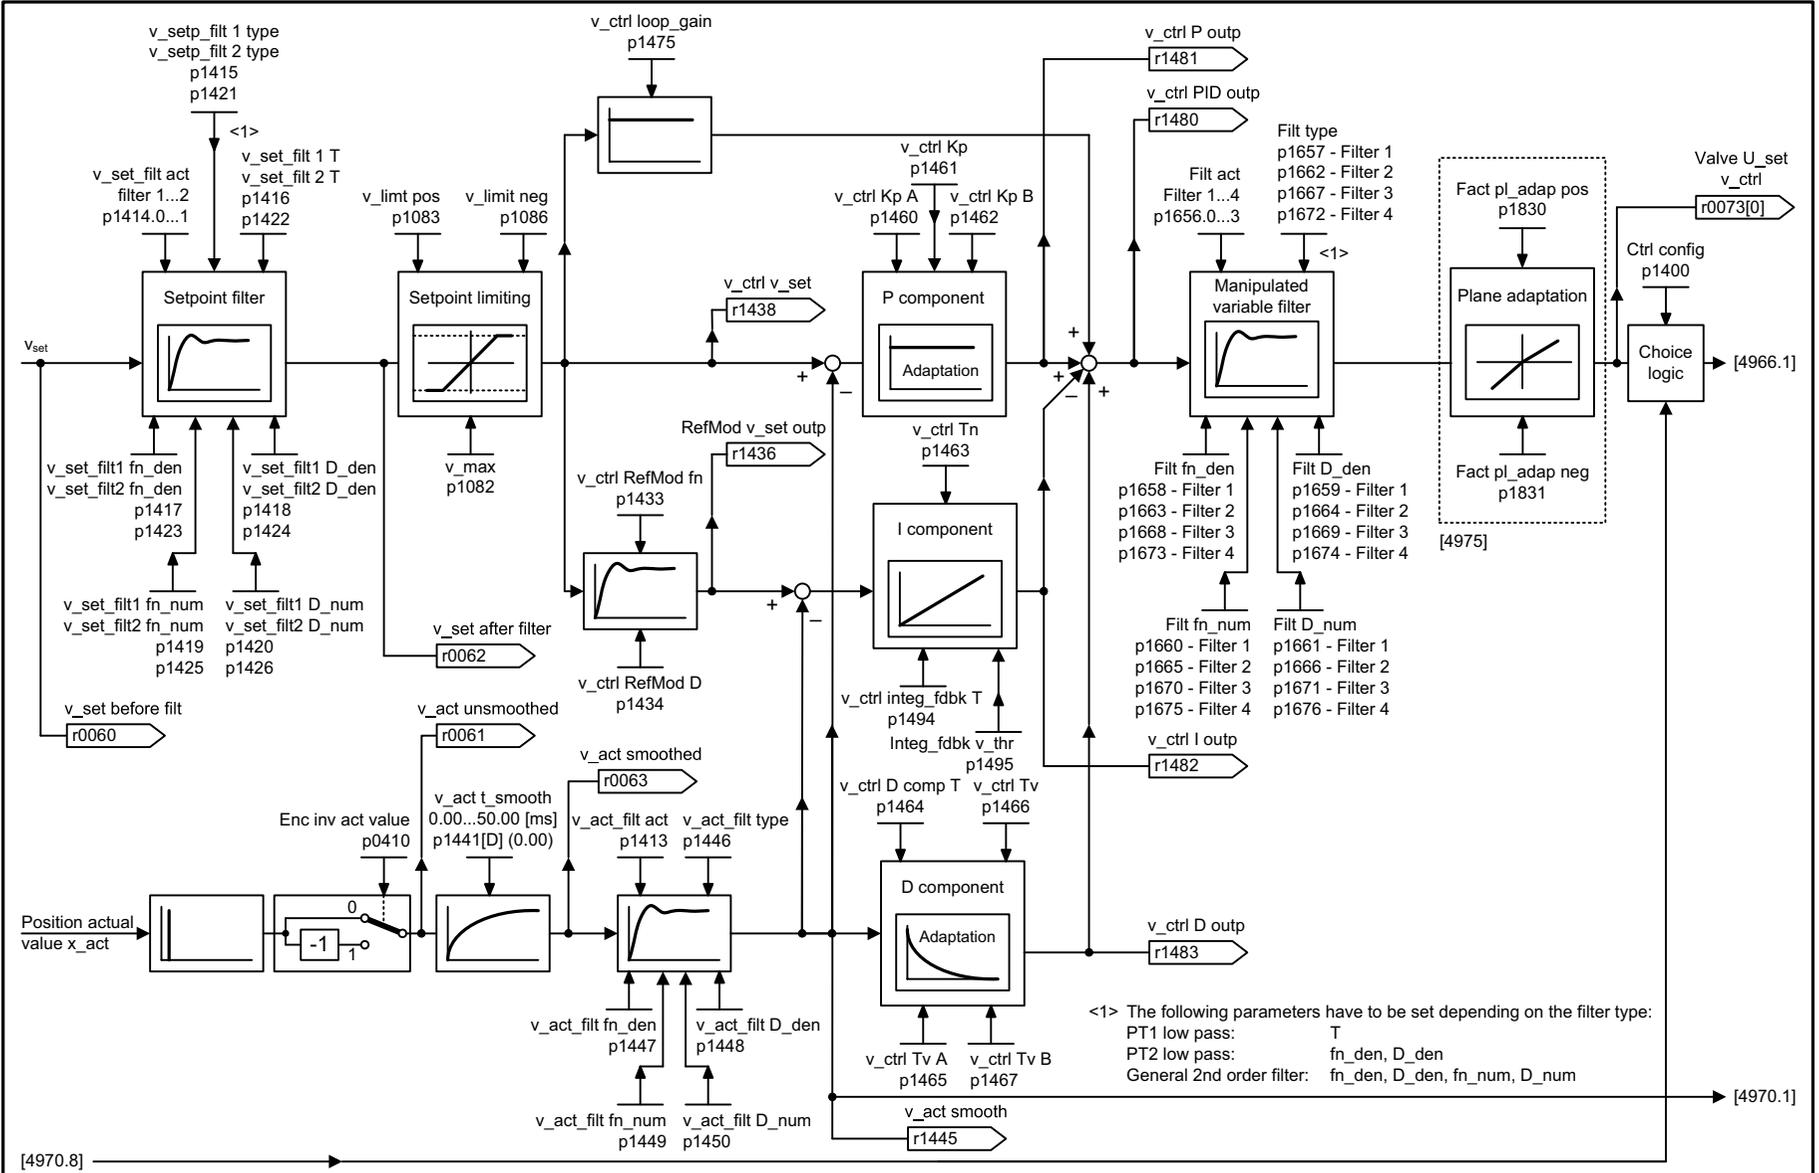 v_setp_filt 1 type
v_setp_filt 2 type
p1415
p1421
<1>
v_set_filt act
filter 1...2
p1414.0...1
v_set_filt 1 T
v_set_filt 2 T
p1416
p1422
v_limt pos
p1083
v_limit neg
p1086
v_ctrl loop_gain
p1475
v_ctrl Kp
p1461
v_ctrl Kp A
p1460
v_ctrl Kp B
p1462
v_ctrl P outp
r1481
v_ctrl PID outp
r1480
Filt act
Filter 1...4
p1656.0...3
Filt type
p1657 - Filter 1
p1662 - Filter 2
p1667 - Filter 3
p1672 - Filter 4
<1>
Fact pl_adap pos
p1830
Valve U_set
v_ctrl
r0073[0]
Ctrl config
p1400
vset
Setpoint filter
Setpoint limiting
v_ctrl v_set
r1438
+
–
P component
Adaptation
+
+
–
+
Manipulated
variable filter
Plane adaptation
Choice
logic
[4966.1]
v_set_filt1 fn_den
v_set_filt2 fn_den
p1417
p1423
v_set_filt1 D_den
v_set_filt2 D_den
p1418
p1424
v_max
p1082
v_set_filt1 fn_num
v_set_filt2 fn_num
p1419
p1425
v_set_filt1 D_num
v_set_filt2 D_num
p1420
p1426
RefMod v_set outp
r1436
v_ctrl RefMod fn
p1433
v_ctrl RefMod D
p1434
+
–
v_ctrl Tn
p1463
I component
v_ctrl integ_fdbk T
p1494
Integ_fdbk v_thr
p1495
Filt fn_den
p1658 - Filter 1
p1663 - Filter 2
p1668 - Filter 3
p1673 - Filter 4
Filt D_den
p1659 - Filter 1
p1664 - Filter 2
p1669 - Filter 3
p1674 - Filter 4
Filt fn_num
p1660 - Filter 1
p1665 - Filter 2
p1670 - Filter 3
p1675 - Filter 4
Filt D_num
p1661 - Filter 1
p1666 - Filter 2
p1671 - Filter 3
p1676 - Filter 4
Fact pl_adap neg
p1831
[4975]
v_set after filter
r0062
v_set before filt
r0060
v_act unsmoothed
r0061
v_act smoothed
r0063
v_ctrl I outp
r1482
Enc inv act value
p0410
v_act t_smooth
0.00...50.00 [ms]
p1441[D] (0.00)
v_act_filt act
p1413
v_act_filt type
p1446
v_ctrl D comp T
p1464
v_ctrl Tv
p1466
Position actual
value x_act
0
-1
1
D component
Adaptation
v_ctrl D outp
r1483
v_act_filt fn_den
p1447
v_act_filt D_den
p1448
v_act_filt fn_num
p1449
v_act_filt D_num
p1450
v_ctrl Tv A
p1465
v_ctrl Tv B
p1467
<1> The following parameters have to be set depending on the filter type:
PT1 low pass: T
PT2 low pass: fn_den, D_den
General 2nd order filter: fn_den, D_den, fn_num, D_num
[4970.1]
v_act smooth
r1445
[4970.8]